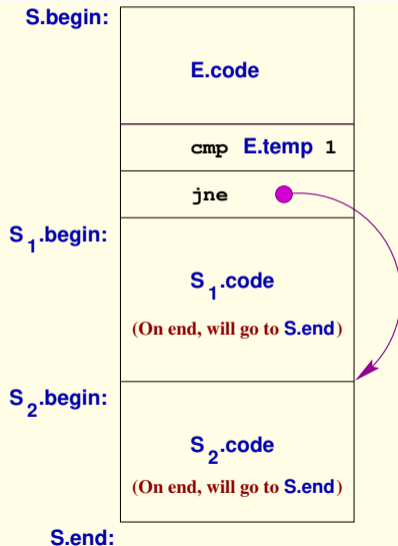 S.begin:
E.code
cmp E.temp 1
jne
S1.begin:
S1.code
(On end, will go to S.end)
S2.begin:
S2.code
(On end, will go to S.end)
S.end: